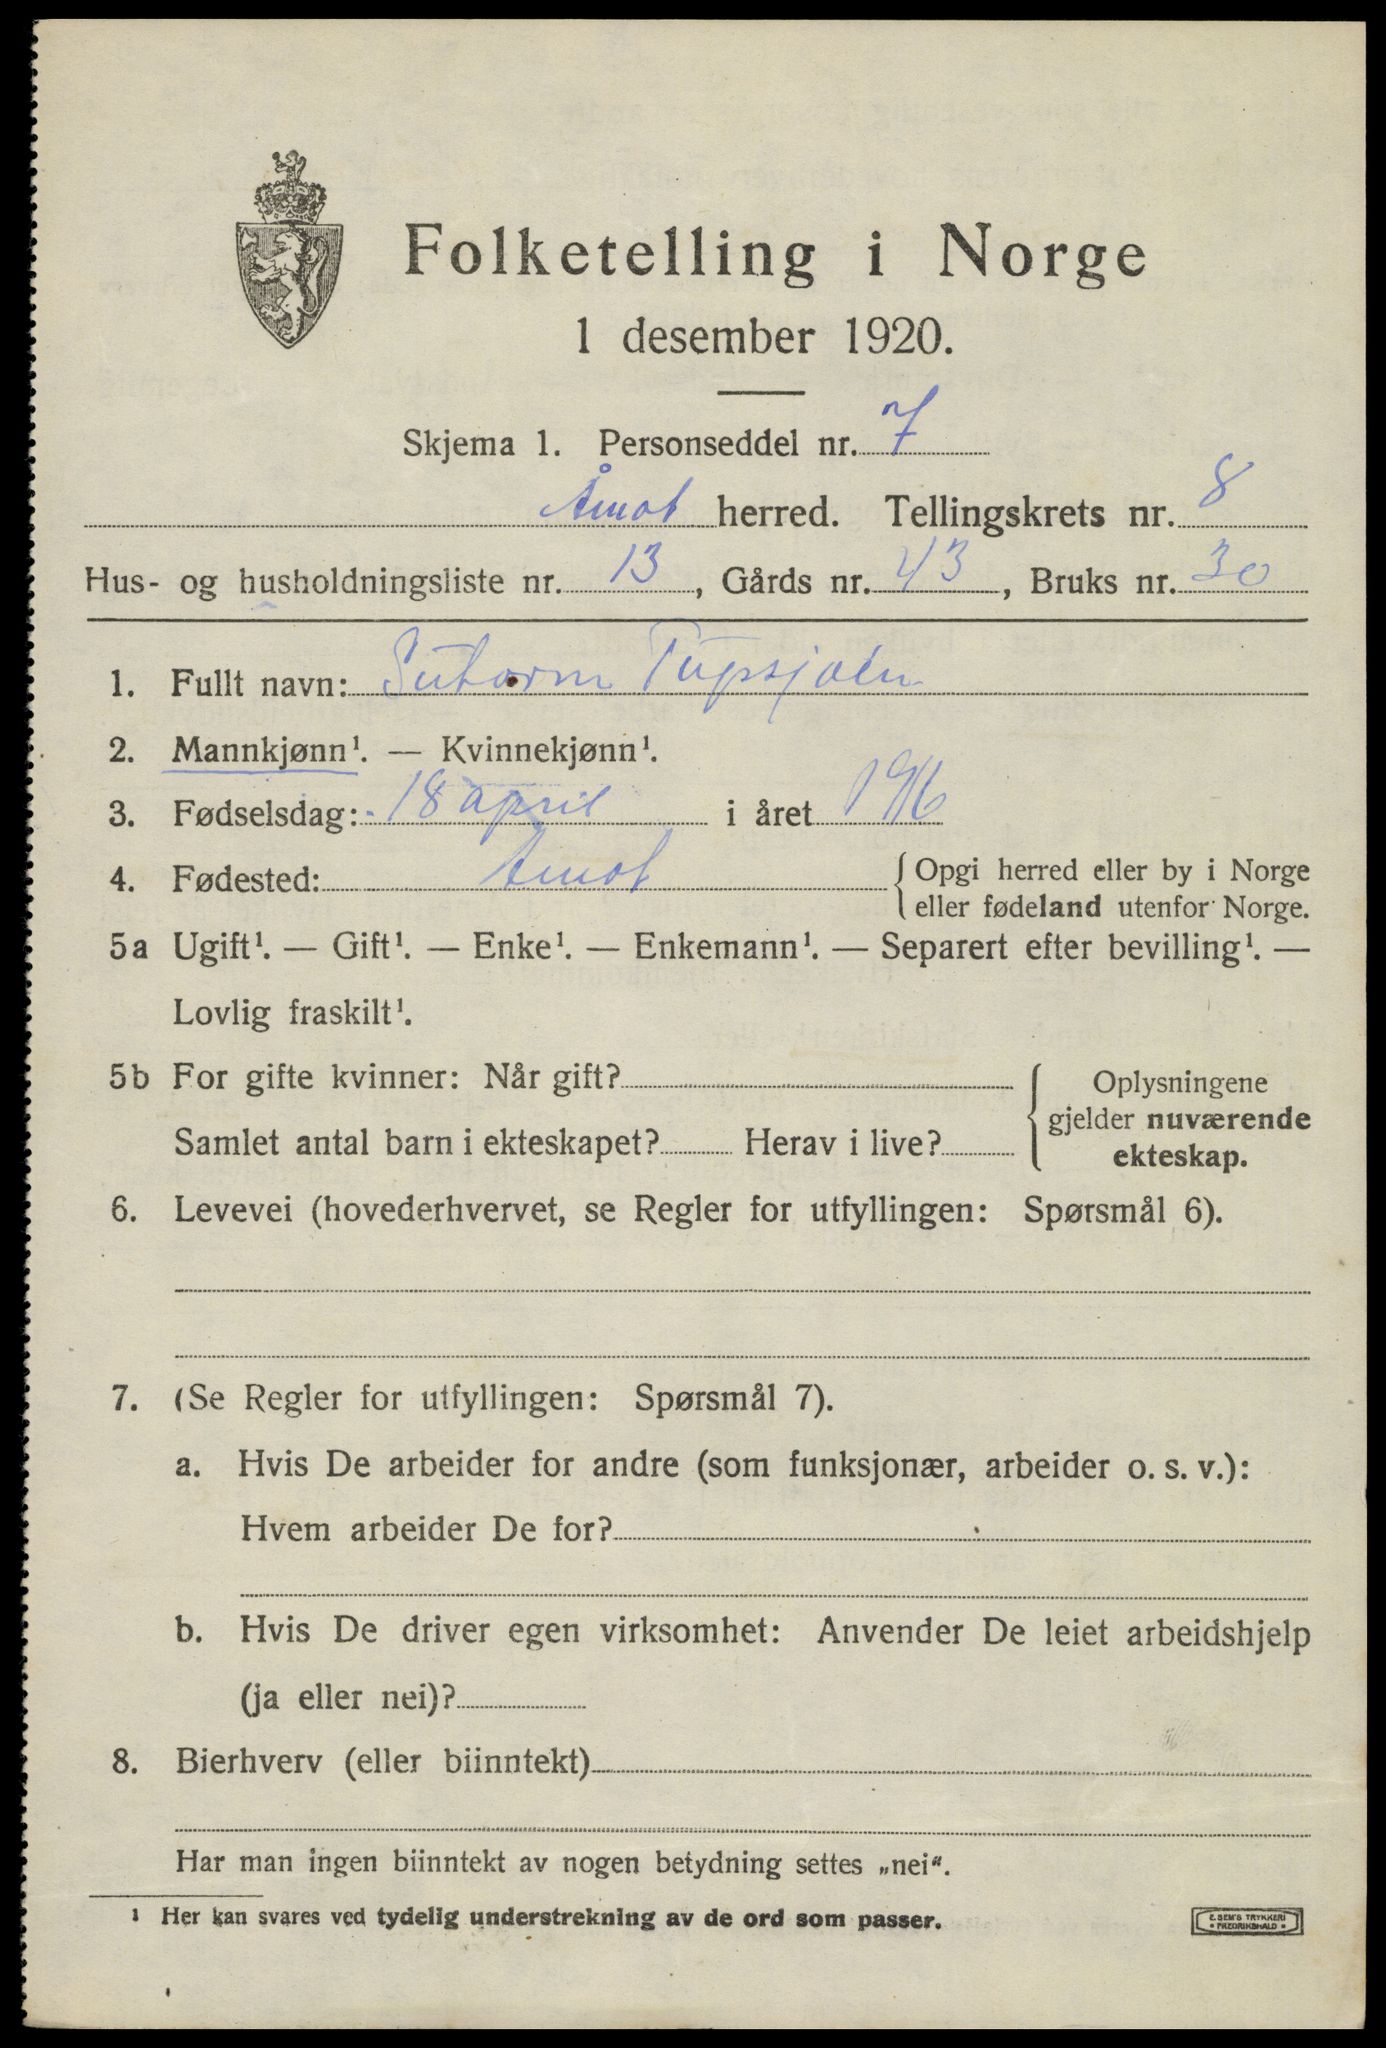 Folketelling i Norge
1 desember 1920.
Skjema 1. Personseddel nr. 7
Åmot herred. Tellingskrets nr. 8
Hus- og husholdningsliste nr. 13, Gårds nr. 43, Bruks nr. 30
1. Fullt navn:
2. Mannkjønn¹. — Kvinnekjønn¹.
3. Fødselsdag: 18 april i året 1916
4. Fødested: Åmot { Opgi herred eller by i Norge
eller fødeland utenfor Norge.
5a Ugift¹. — Gift¹. — Enke¹. — Enkemann¹. — Separert efter bevilling¹. —
Lovlig fraskilt¹.
5b For gifte kvinner: Når gift? { Oplysningene
gjelder nuværende
Samlet antal barn i ekteskapet? Herav i live?
ekteskap.
6. Levevei (hovederhvervet, se Regler for utfyllingen: Spørsmål 6).
7. (Se Regler for utfyllingen: Spørsmål 7).
a. Hvis De arbeider for andre (som funksjonær, arbeider o. s. v.):
Hvem arbeider De for?
b. Hvis De driver egen virksomhet: Anvender De leiet arbeidshjelp
(ja eller nei)?
8. Bierhverv (eller biinntekt)
Har man ingen biinntekt av nogen betydning settes „nei".
¹ Her kan svares ved tydelig understrekning av de ord som passer.
E. SEM'S TRYKKERI
• FREDRIKSHALD •